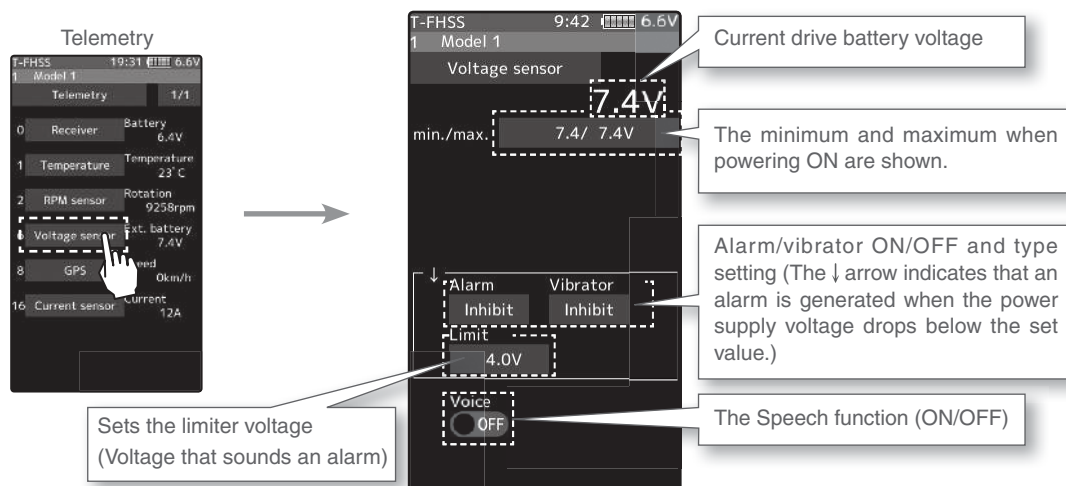 Telemetry
T-FHSS 19:31 6.6V
1 Model 1
Telemetry 1/1
0 Receiver Battery
6.4V
1 Temperature Temperature
23°C
2 RPM sensor Rotation
9258rpm
Voltage sensor Ext. battery
7.4V
8 GPS
0km/h
16 Current sensor Current
12A
T-FHSS 9:42 6.6V
1 Model 1
Voltage sensor
7.4V
min./max. 7.4/ 7.4V
↓
Alarm Vibrator
Inhibit Inhibit
Limit
4.0V
Voice
OFF
Current drive battery voltage
The minimum and maximum when
powering ON are shown.
Alarm/vibrator ON/OFF and type
setting (The ↓ arrow indicates that an
alarm is generated when the power
supply voltage drops below the set
value.)
The Speech function (ON/OFF)
Sets the limiter voltage
(Voltage that sounds an alarm)